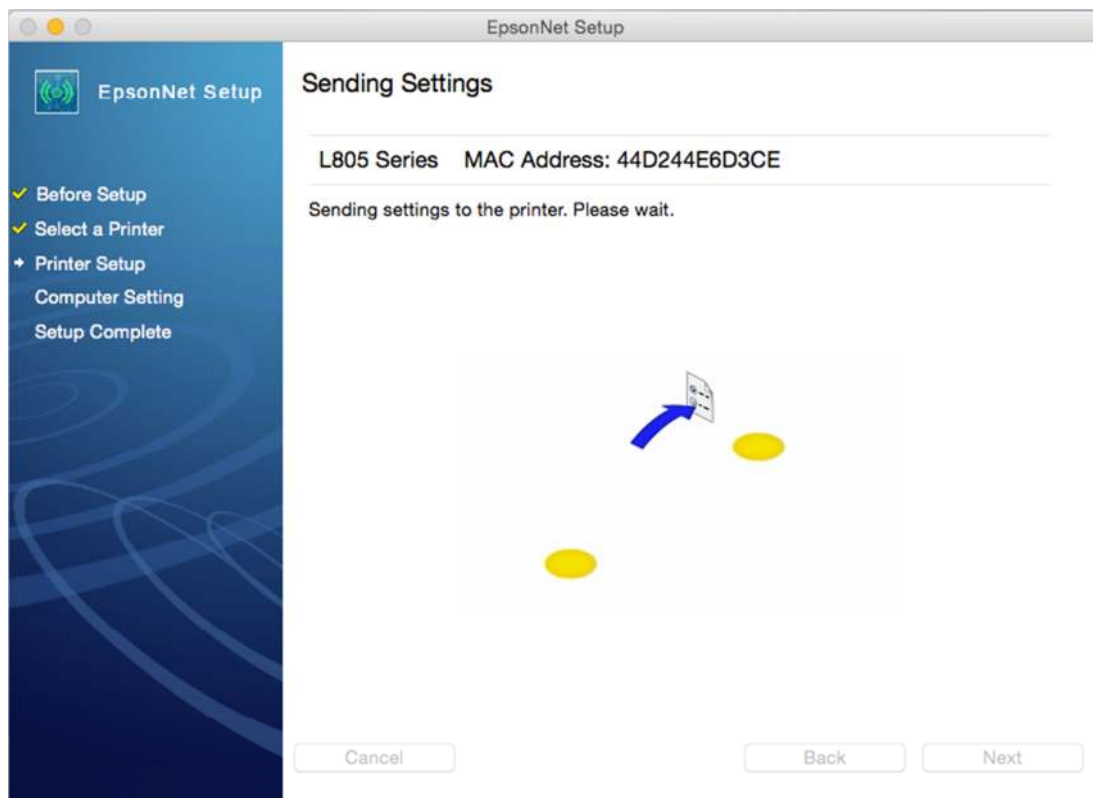 EpsonNet Setup
EpsonNet Setup
Before Setup
Select a Printer
Printer Setup
Computer Setting
Setup Complete
Sending Settings
L805 Series MAC Address: 44D244E6D3CE
Sending settings to the printer. Please wait.
Cancel Back Next